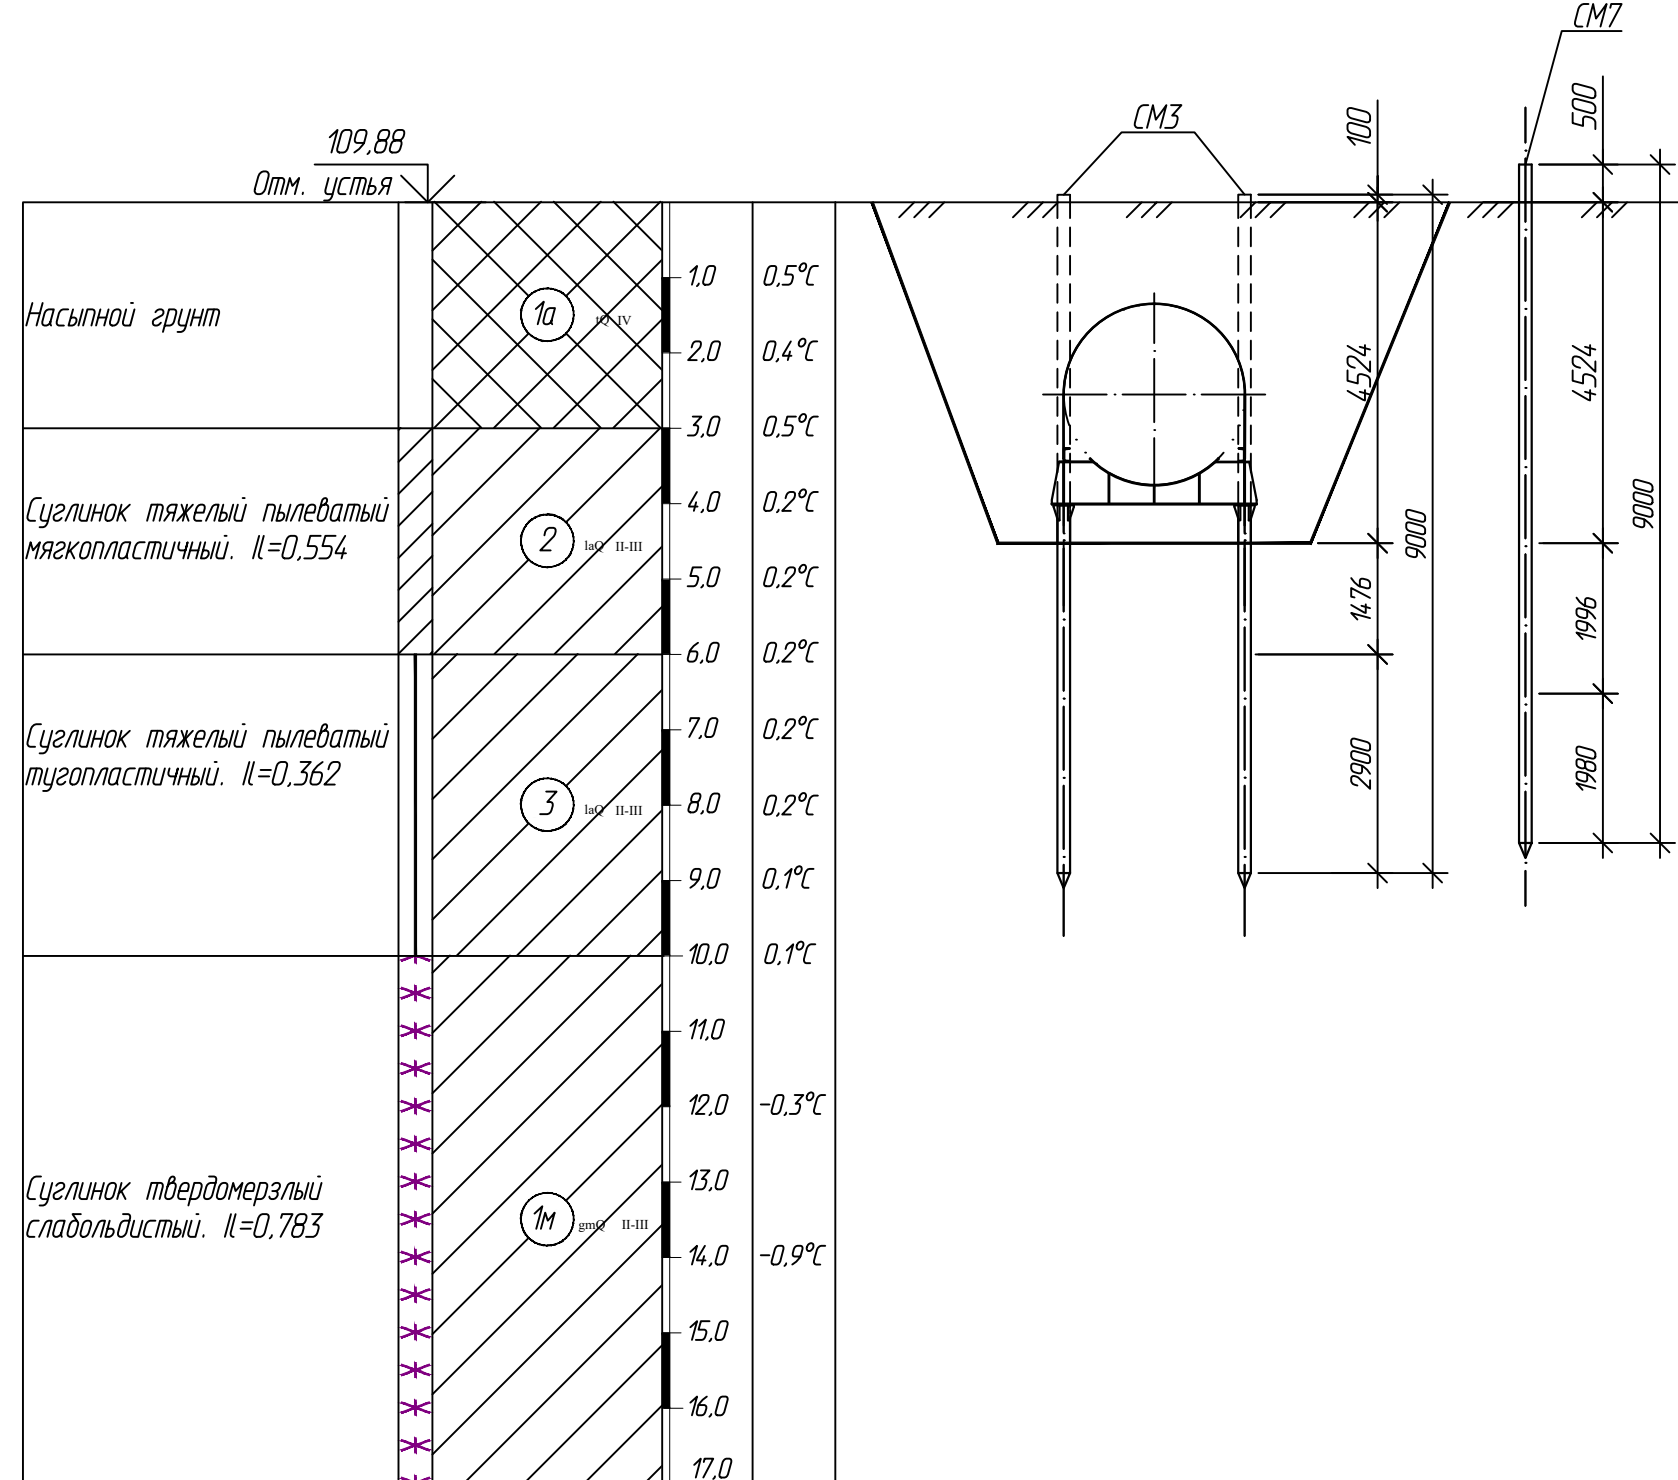 СМ7
СМ3
100
500
109,88
Отм. устья
Насыпной грунт
1а
tQ IV
1,0
0,5°С
2,0
0,4°С
3,0
0,5°С
Суглинок тяжелый пылеватый
мягкопластичный. Il=0,554
2
laQ II-III
4,0
0,2°С
5,0
0,2°С
6,0
0,2°С
Суглинок тяжелый пылеватый
тугопластичный. Il=0,362
3
laQ II-III
7,0
0,2°С
8,0
0,2°С
9,0
0,1°С
10,0
0,1°С
Суглинок твердомерзлый
слабольдистый. Il=0,783
1м
gmQ II-III
11,0
12,0
-0,3°С
13,0
14,0
-0,9°С
15,0
16,0
17,0
4524
1476
2900
9000
4524
1996
1980
9000